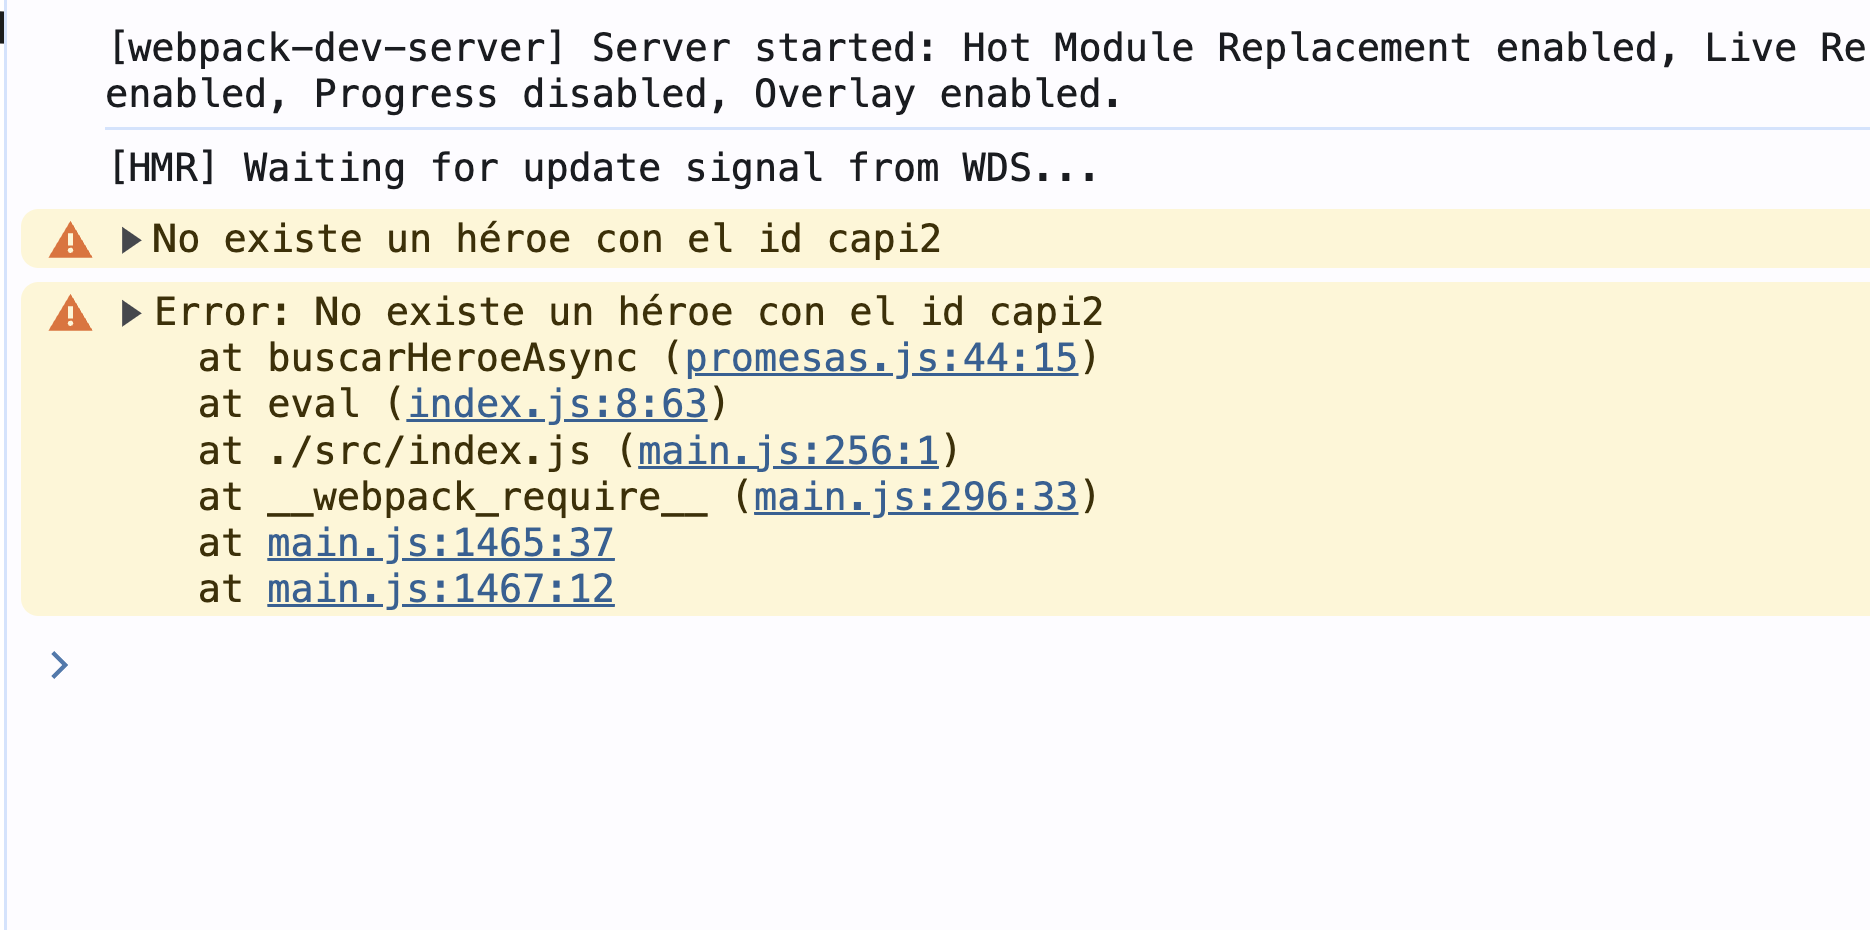 [webpack-dev-server] Server started: Hot Module Replacement enabled, Live Re
enabled, Progress disabled, Overlay enabled.
[HMR] Waiting for update signal from WDS...
No existe un héroe con el id capi2
Error: No existe un héroe con el id capi2
at buscarHeroeAsync (promesas.js:44:15)
at eval (index.js:8:63)
at ./src/index.js (main.js:256:1)
at __webpack_require__ (main.js:296:33)
at main.js:1465:37
at main.js:1467:12